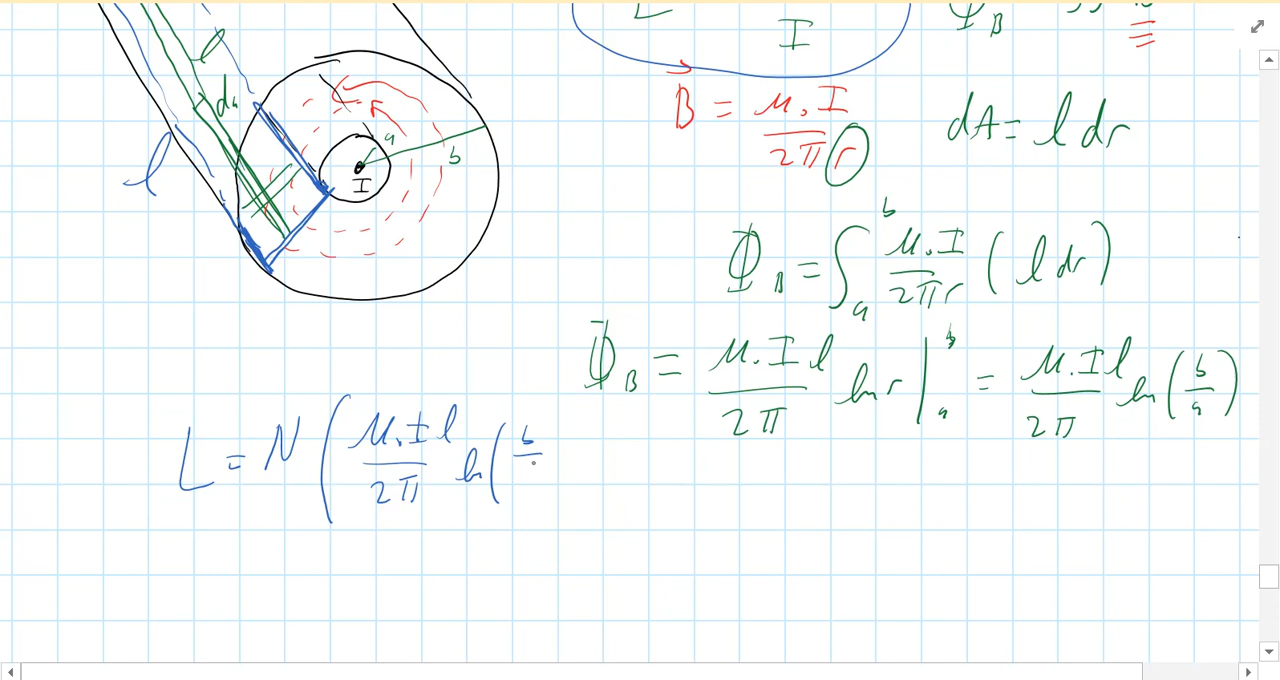 L
I
Φ_B
B⃗ = μ₀I / 2πr
dA = l dr
l
dr
l
a
b
I
Φ_B = ∫_a^b μ₀I / 2πr (l dr)
Φ_B = μ₀Il / 2π ln r |_a^b = μ₀Il / 2π ln(b/a)
L = N(μ₀Il / 2π ln(b/